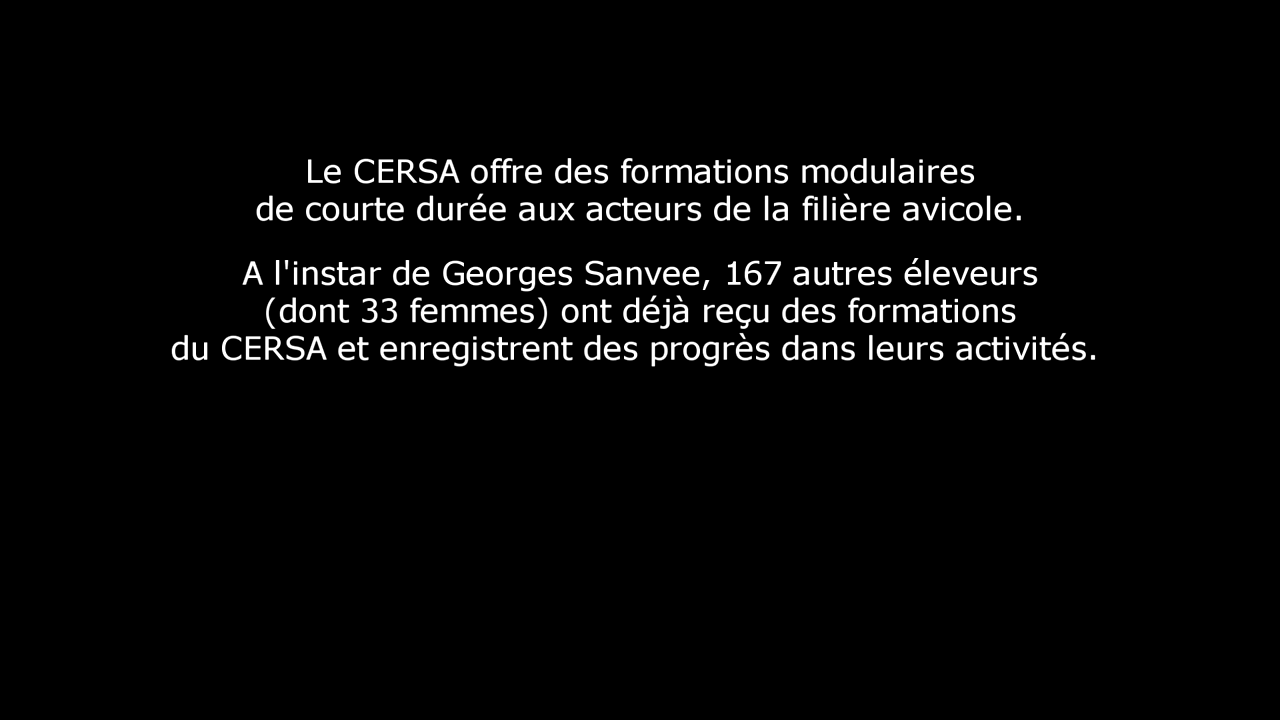 Le CERSA offre des formations modulaires
de courte durée aux acteurs de la filière avicole.
A l'instar de Georges Sanvee, 167 autres éleveurs
(dont 33 femmes) ont déjà reçu des formations
du CERSA et enregistrent des progrès dans leurs activités.